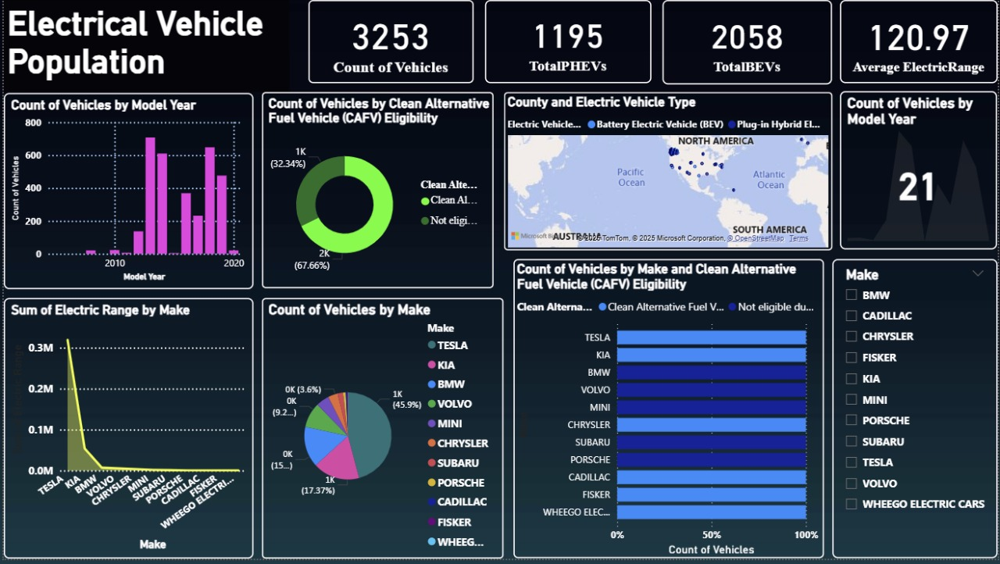 Electrical Vehicle
Population
3253
Count of Vehicles
1195
TotalPHEVs
2058
TotalBEVs
120.97
Average ElectricRange
Count of Vehicles by Model Year
800
600
400
200
0
Count of Vehicles
2010
2020
Model Year
Count of Vehicles by Clean Alternative
Fuel Vehicle (CAFV) Eligibility
1K
(32.34%)
2K
(67.66%)
Clean Alte...
Clean Al...
Not eligi...
County and Electric Vehicle Type
Electric Vehicle... Battery Electric Vehicle (BEV) Plug-in Hybrid El...
NORTH AMERICA
Pacific
Ocean
Atlantic
Ocean
SOUTH AMERICA
AUSTRALIA
Microsoft
© 2025 TomTom, © 2025 Microsoft Corporation, © OpenStreetMap Terms
Count of Vehicles by
Model Year
21
Sum of Electric Range by Make
0.3M
0.2M
0.1M
0.0M
TESLA
KIA
BMW
VOLVO
CHRYSLER
MINI
SUBARU
PORSCHE
CADILLAC
FISKER
WHEEGO ELECTRI...
Make
Count of Vehicles by Make
0K (3.6%)
0K
(9.2...)
0K
(15...)
1K
(17.37%)
1K
(45.9%)
Make
TESLA
KIA
BMW
VOLVO
MINI
CHRYSLER
SUBARU
PORSCHE
CADILLAC
FISKER
WHEEG...
Count of Vehicles by Make and Clean Alternative
Fuel Vehicle (CAFV) Eligibility
Clean Alterna... Clean Alternative Fuel V... Not eligible du...
TESLA
KIA
BMW
VOLVO
MINI
CHRYSLER
SUBARU
PORSCHE
CADILLAC
FISKER
WHEEGO ELEC...
0%
50%
100%
Count of Vehicles
Make
BMW
CADILLAC
CHRYSLER
FISKER
KIA
MINI
PORSCHE
SUBARU
TESLA
VOLVO
WHEEGO ELECTRIC CARS